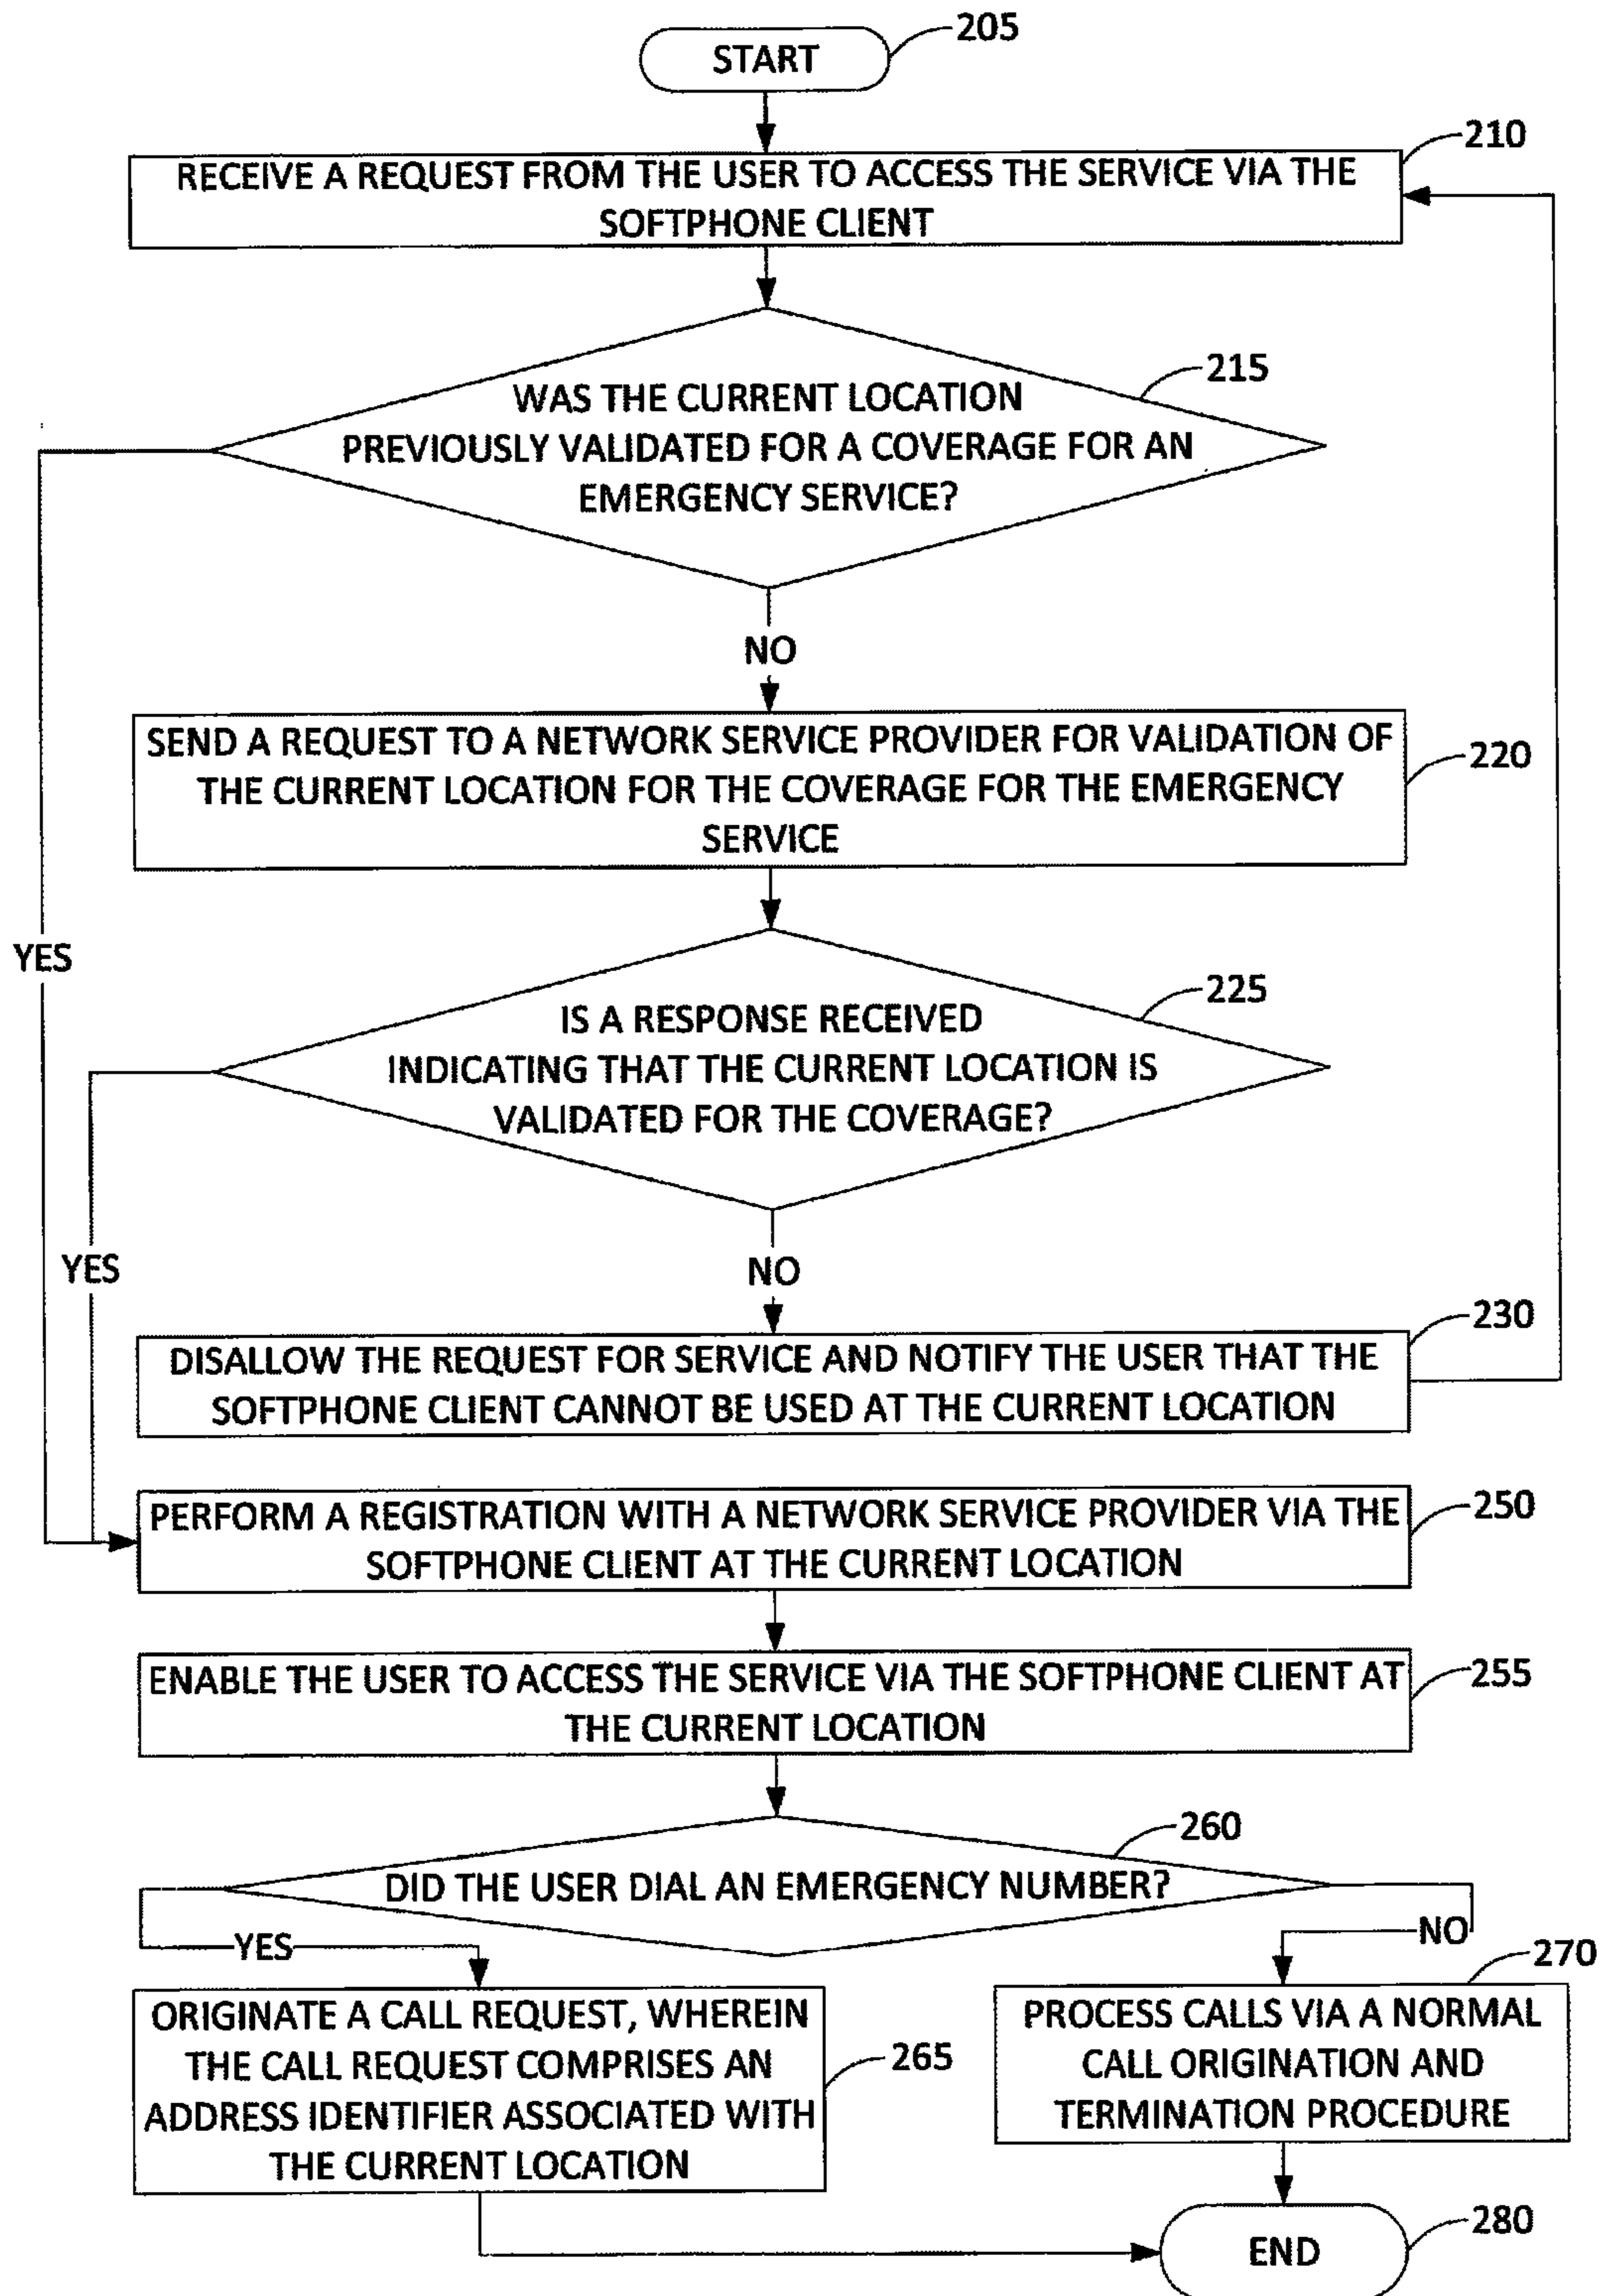 START
205
210
RECEIVE A REQUEST FROM THE USER TO ACCESS THE SERVICE VIA THE
SOFTPHONE CLIENT
215
WAS THE CURRENT LOCATION
PREVIOUSLY VALIDATED FOR A COVERAGE FOR AN
EMERGENCY SERVICE?
NO
SEND A REQUEST TO A NETWORK SERVICE PROVIDER FOR VALIDATION OF
THE CURRENT LOCATION FOR THE COVERAGE FOR THE EMERGENCY
SERVICE
220
YES
225
IS A RESPONSE RECEIVED
INDICATING THAT THE CURRENT LOCATION IS
VALIDATED FOR THE COVERAGE?
YES
NO
230
DISALLOW THE REQUEST FOR SERVICE AND NOTIFY THE USER THAT THE
SOFTPHONE CLIENT CANNOT BE USED AT THE CURRENT LOCATION
PERFORM A REGISTRATION WITH A NETWORK SERVICE PROVIDER VIA THE
SOFTPHONE CLIENT AT THE CURRENT LOCATION
250
ENABLE THE USER TO ACCESS THE SERVICE VIA THE SOFTPHONE CLIENT AT
THE CURRENT LOCATION
255
260
DID THE USER DIAL AN EMERGENCY NUMBER?
YES
NO
270
ORIGINATE A CALL REQUEST, WHEREIN
THE CALL REQUEST COMPRISES AN
ADDRESS IDENTIFIER ASSOCIATED WITH
THE CURRENT LOCATION
265
PROCESS CALLS VIA A NORMAL
CALL ORIGINATION AND
TERMINATION PROCEDURE
END
280